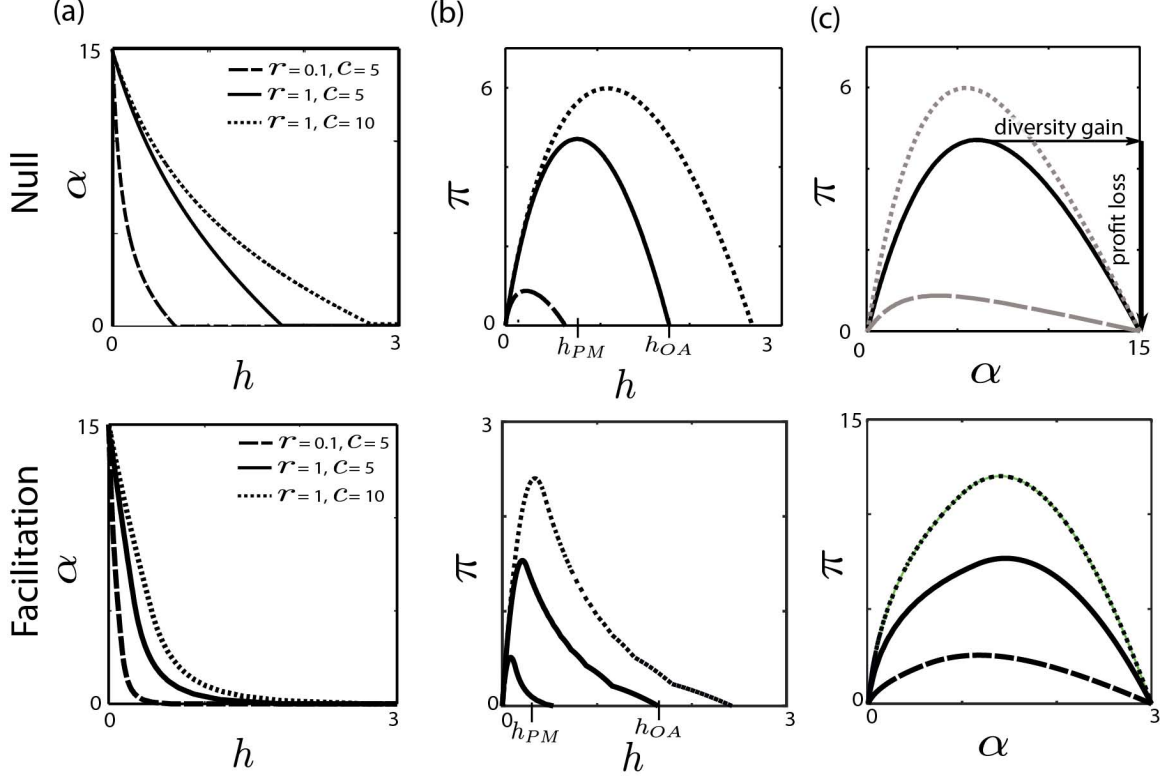 (a)
(b)
(c)
Null
α
15
0
r = 0.1, c = 5
r = 1, c = 5
r = 1, c = 10
0
3
h
π
6
0
0
h_PM
h_OA
3
h
π
6
0
diversity gain
profit loss
0
15
α
Facilitation
α
15
0
r = 0.1, c = 5
r = 1, c = 5
r = 1, c = 10
0
3
h
π
3
0
0
h_PM
h_OA
3
h
π
15
0
0
3
α